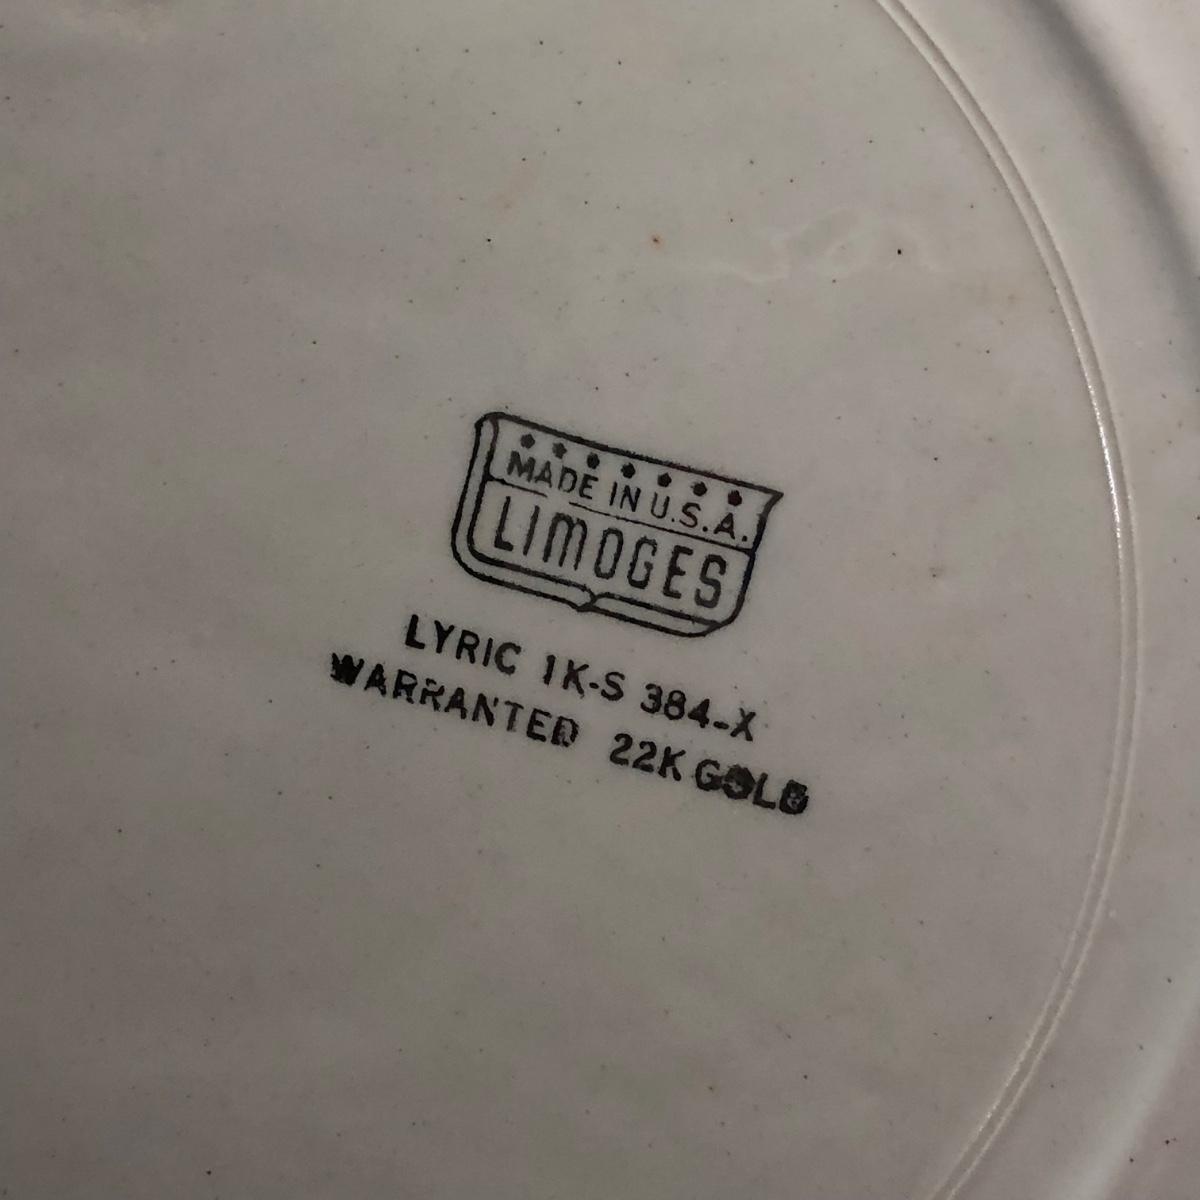 MADE IN U.S.A.
LIMOGES
LYRIC 1K-S 384-X
WARRANTED 22K GOLD